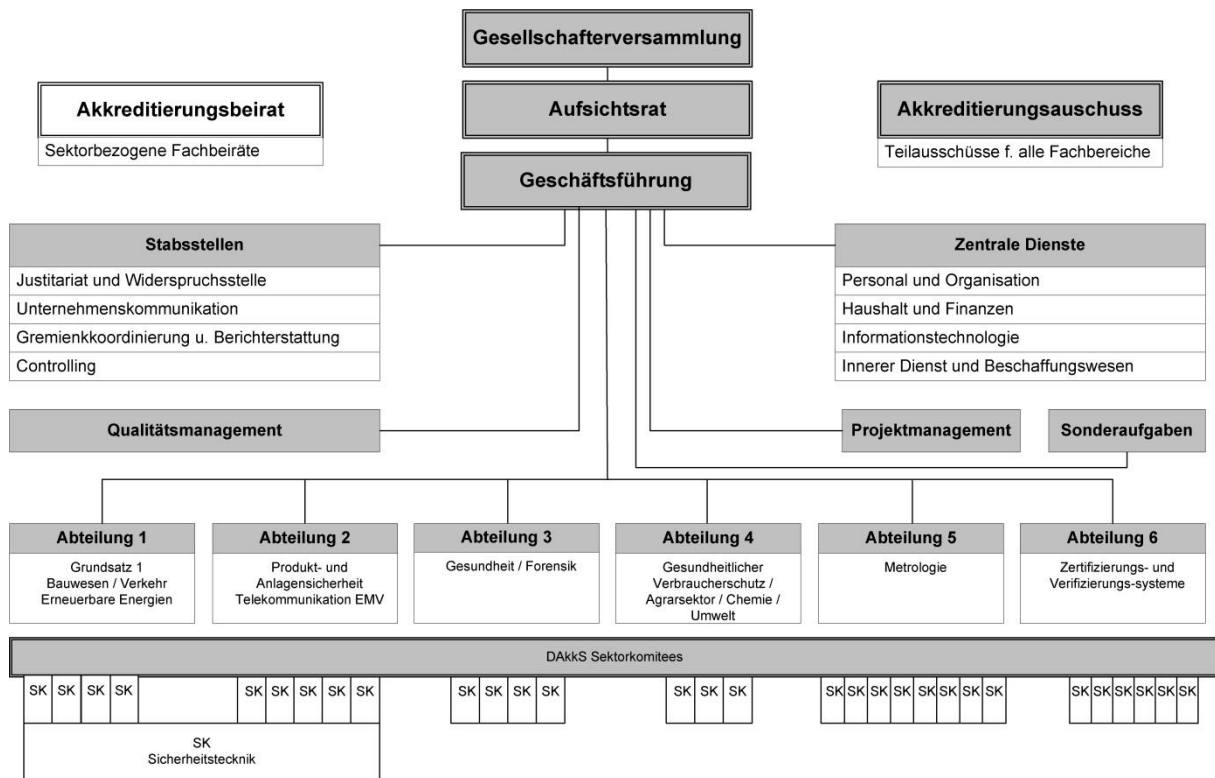 Gesellschafterversammlung
Akkreditierungsbeirat
Sektorbezogene Fachbeiräte
Aufsichtsrat
Akkreditierungsauschuss
Teilausschüsse f. alle Fachbereiche
Geschäftsführung
Stabsstellen
Justitariat und Widerspruchsstelle
Unternehmenskommunikation
Gremienkkoordinierung u. Berichterstattung
Controlling
Zentrale Dienste
Personal und Organisation
Haushalt und Finanzen
Informationstechnologie
Innerer Dienst und Beschaffungswesen
Qualitätsmanagement
Projektmanagement
Sonderaufgaben
Abteilung 1
Grundsatz 1
Bauwesen / Verkehr
Erneuerbare Energien
Abteilung 2
Produkt- und
Anlagensicherheit
Telekommunikation EMV
Abteilung 3
Gesundheit / Forensik
Abteilung 4
Gesundheitlicher
Verbraucherschutz /
Agrarsektor / Chemie /
Umwelt
Abteilung 5
Metrologie
Abteilung 6
Zertifizierungs- und
Verifizierungs-systeme
DAkkS Sektorkomitees
SK SK SK SK
SK SK SK SK SK
SK SK SK SK
SK SK SK
SK SK SK SK SK SK SK SK
SK SK SK SK SK SK
SK
Sicherheitstecknik